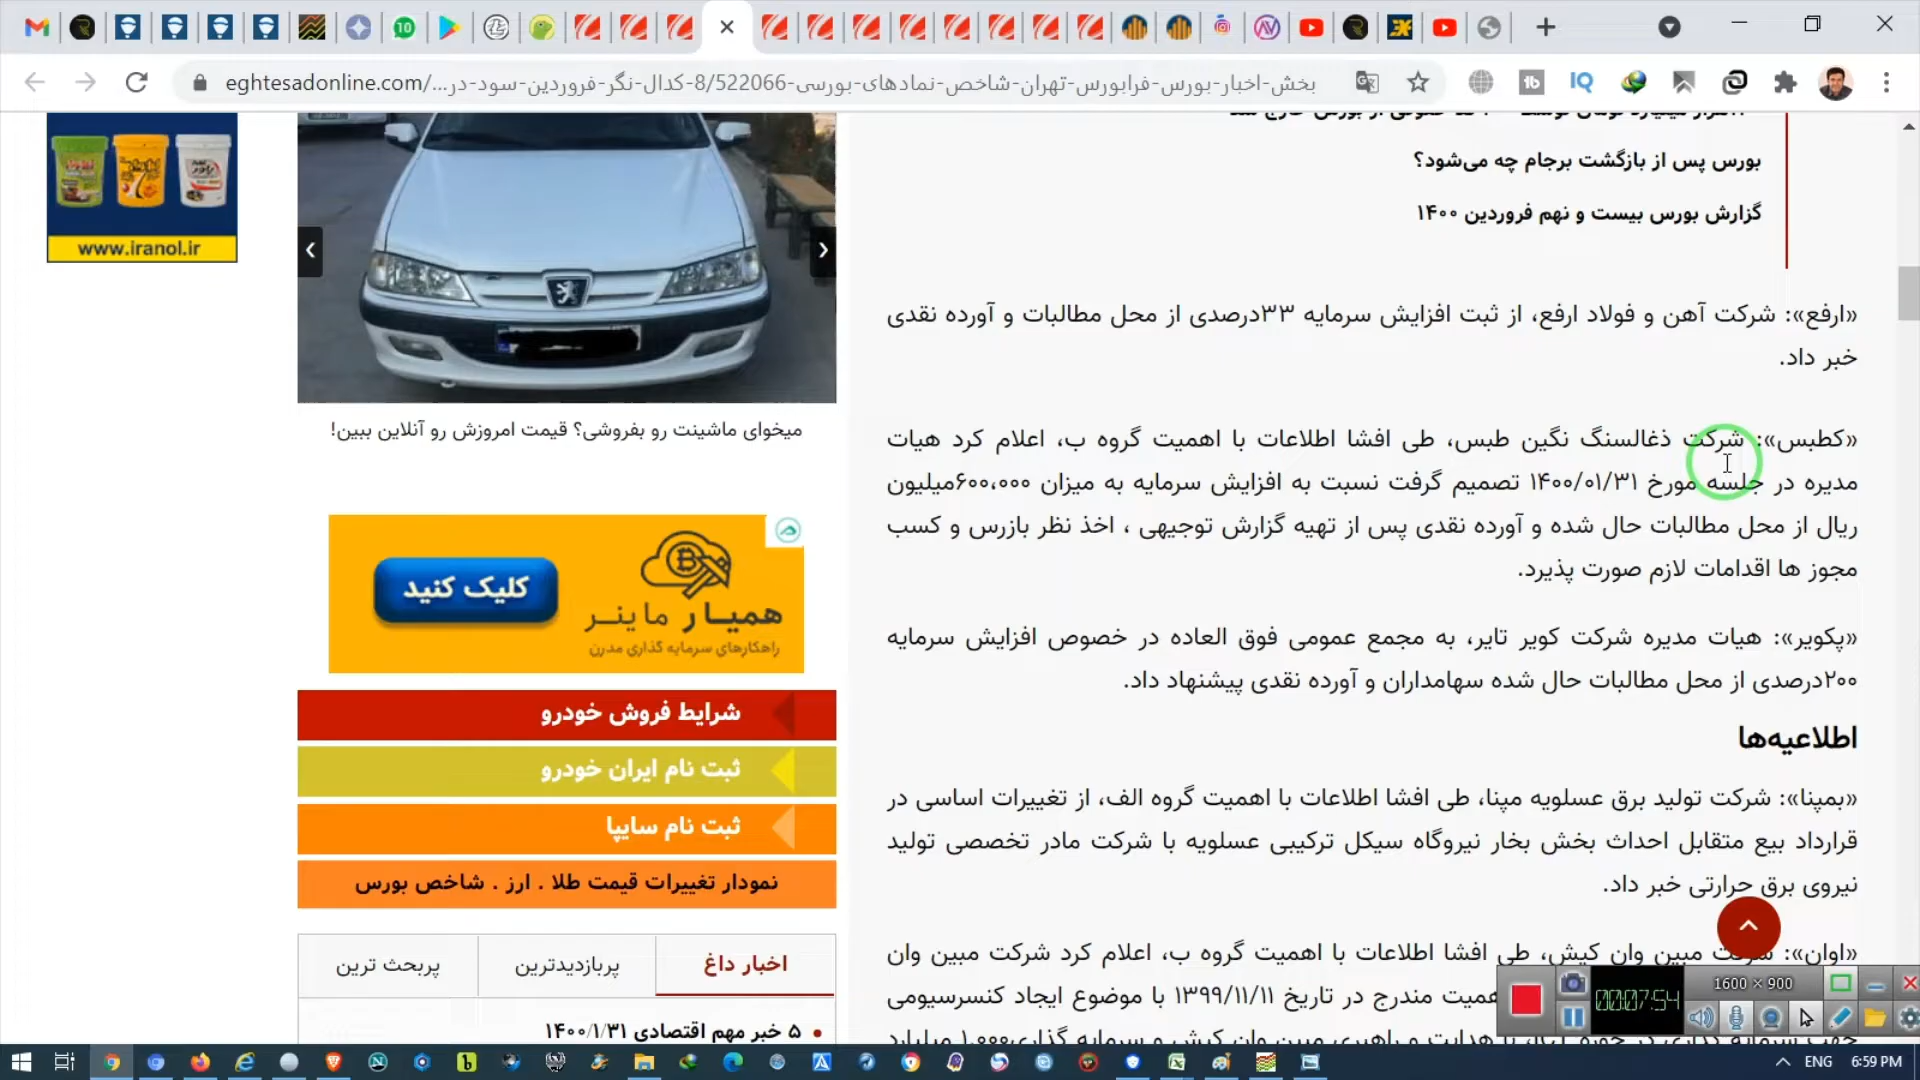 10
eghtesadonline.com/...بخش-اخبار-بورس-فرابورس-تهران-شاخص-نمادهای-بورسی-8/522066-کدال-نگر-فروردین-سود-در
بورس پس از بازگشت برجام چه می‌شود؟
گزارش بورس بیست و نهم فروردین ۱۴۰۰
«ارفع»: شرکت آهن و فولاد ارفع، از ثبت افزایش سرمایه ۳۳درصدی از محل مطالبات و آورده نقدی
خبر داد.
«کطبس»: شرکت ذغالسنگ نگین طبس، طی افشا اطلاعات با اهمیت گروه ب، اعلام کرد هیات
مدیره در جلسه مورخ ۱۴۰۰/۰۱/۳۱ تصمیم گرفت نسبت به افزایش سرمایه به میزان ۶۰۰،۰۰۰میلیون
ریال از محل مطالبات حال شده و آورده نقدی پس از تهیه گزارش توجیهی ، اخذ نظر بازرس و کسب
مجوز ها اقدامات لازم صورت پذیرد.
«پکویر»: هیات مدیره شرکت کویر تایر، به مجمع عمومی فوق العاده در خصوص افزایش سرمایه
۲۰۰درصدی از محل مطالبات حال شده سهامداران و آورده نقدی پیشنهاد داد.
اطلاعیه‌ها
«بمپنا»: شرکت تولید برق عسلویه مپنا، طی افشا اطلاعات با اهمیت گروه الف، از تغییرات اساسی در
قرارداد بیع متقابل احداث بخش بخار نیروگاه سیکل ترکیبی عسلویه با شرکت مادر تخصصی تولید
نیروی برق حرارتی خبر داد.
«اوان»: شرکت مبین وان کیش، طی افشا اطلاعات با اهمیت گروه ب، اعلام کرد شرکت مبین وان
همیت مندرج در تاریخ ۱۳۹۹/۱۱/۱۱ با موضوع ایجاد کنسرسیومی
هدایت و راهبری مبین وان کیش و سرمایه گذاری۱،۰۰۰ میلیارد
www.iranol.ir
میخوای ماشینت رو بفروشی؟ قیمت امروزش رو آنلاین ببین!
کلیک کنید
همیار ماینر
راهکارهای سرمایه گذاری مدرن
شرایط فروش خودرو
ثبت نام ایران خودرو
ثبت نام سایپا
نمودار تغییرات قیمت طلا . ارز . شاخص بورس
اخبار داغ
پربازدیدترین
پربحث ترین
۵ خبر مهم اقتصادی ۱۴۰۰/۱/۳۱
1600 × 900
00:07:54
ENG
6:59 PM